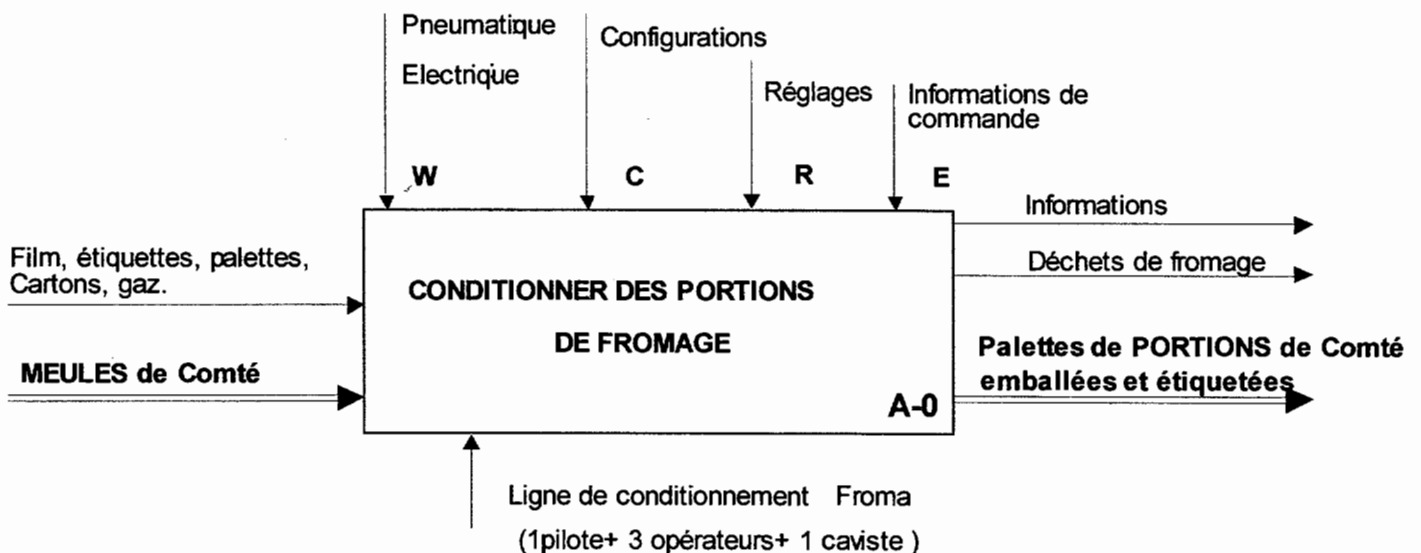 Pneumatique
Electrique
Configurations
Réglages
Informations de
commande
W
C
R
E
Informations
Déchets de fromage
Film, étiquettes, palettes,
Cartons, gaz.
CONDITIONNER DES PORTIONS
DE FROMAGE
MEULES de Comté
Palettes de PORTIONS de Comté
emballées et étiquetées
A-0
Ligne de conditionnement Froma
(1pilote+ 3 opérateurs+ 1 caviste )